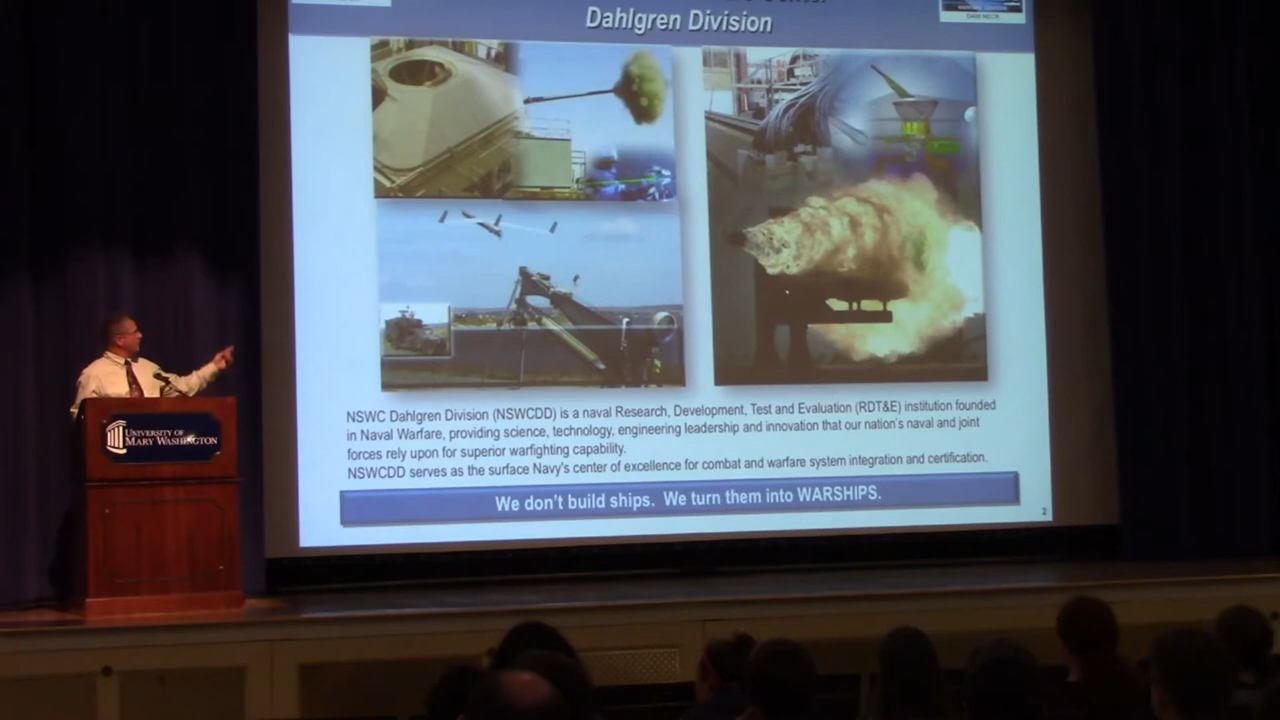 Dahlgren Division
DAM NECK
NSWC Dahlgren Division (NSWCDD) is a naval Research, Development, Test and Evaluation (RDT&E) institution founded
in Naval Warfare, providing science, technology, engineering leadership and innovation that our nation's naval and joint
forces rely upon for superior warfighting capability.
NSWCDD serves as the surface Navy's center of excellence for combat and warfare system integration and certification.
We don't build ships. We turn them into WARSHIPS.
2
UNIVERSITY OF
MARY WASHINGTON